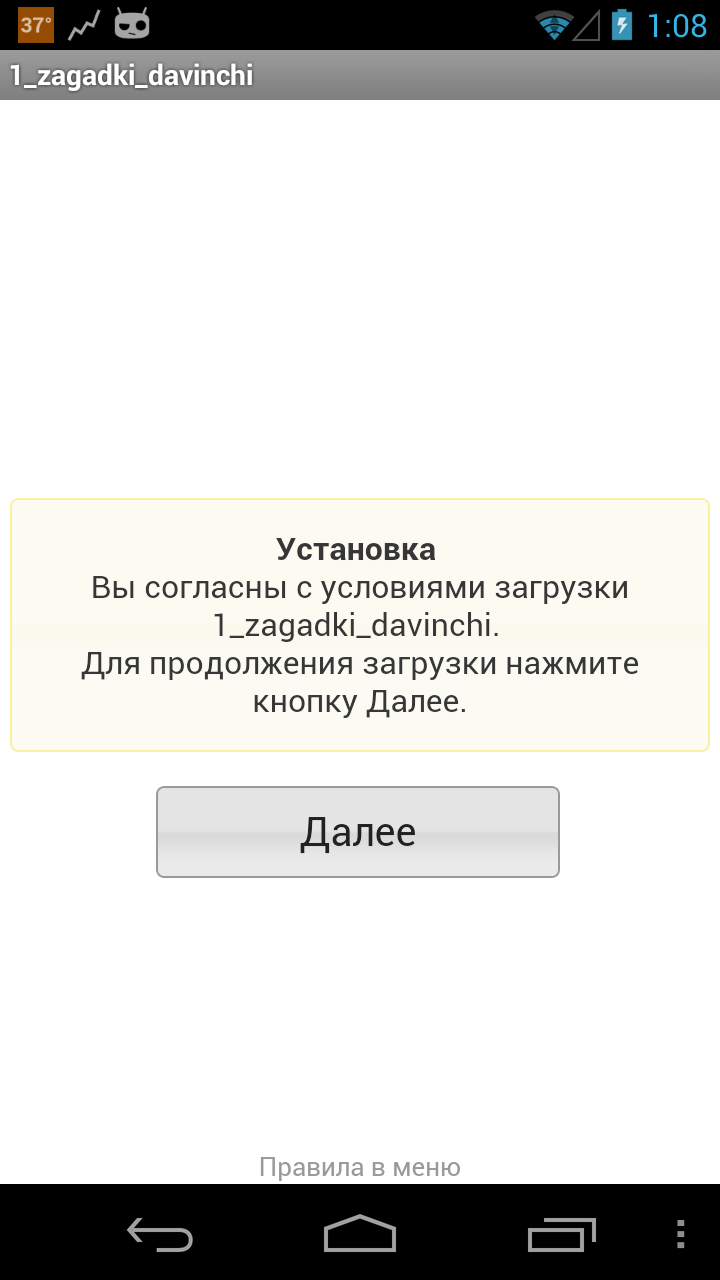 37°
1:08
1_zagadki_davinchi
Установка
Вы согласны с условиями загрузки
1_zagadki_davinchi.
Для продолжения загрузки нажмите
кнопку Далее.
Далее
Правила в меню